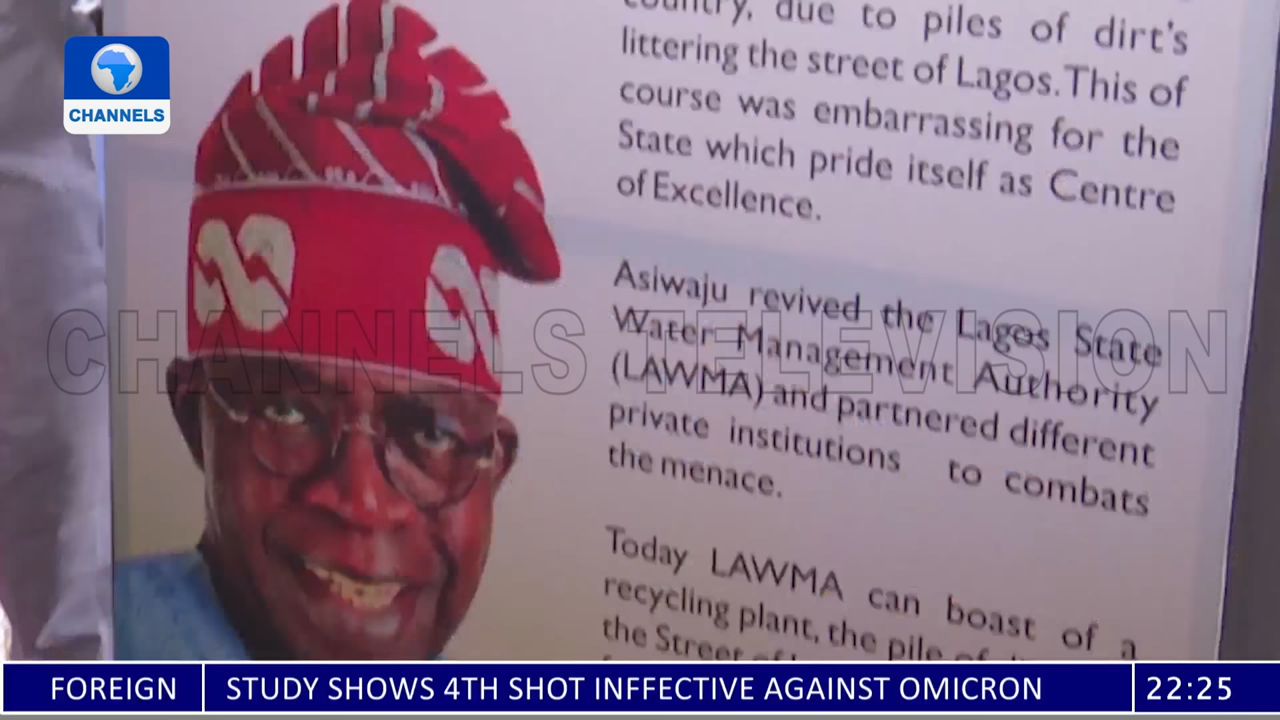 CHANNELS
country, due to piles of dirt's
littering the street of Lagos. This of
course was embarrassing for the
State which pride itself as Centre
of Excellence.
Asiwaju revived the Lagos State
Water Management Authority
(LAWMA) and partnered different
private institutions to combats
the menace.
Today LAWMA can boast of a
recycling plant, the pile of
the Street of
CHANNELS TELEVISION
FOREIGN
STUDY SHOWS 4TH SHOT INFFECTIVE AGAINST OMICRON
22:25